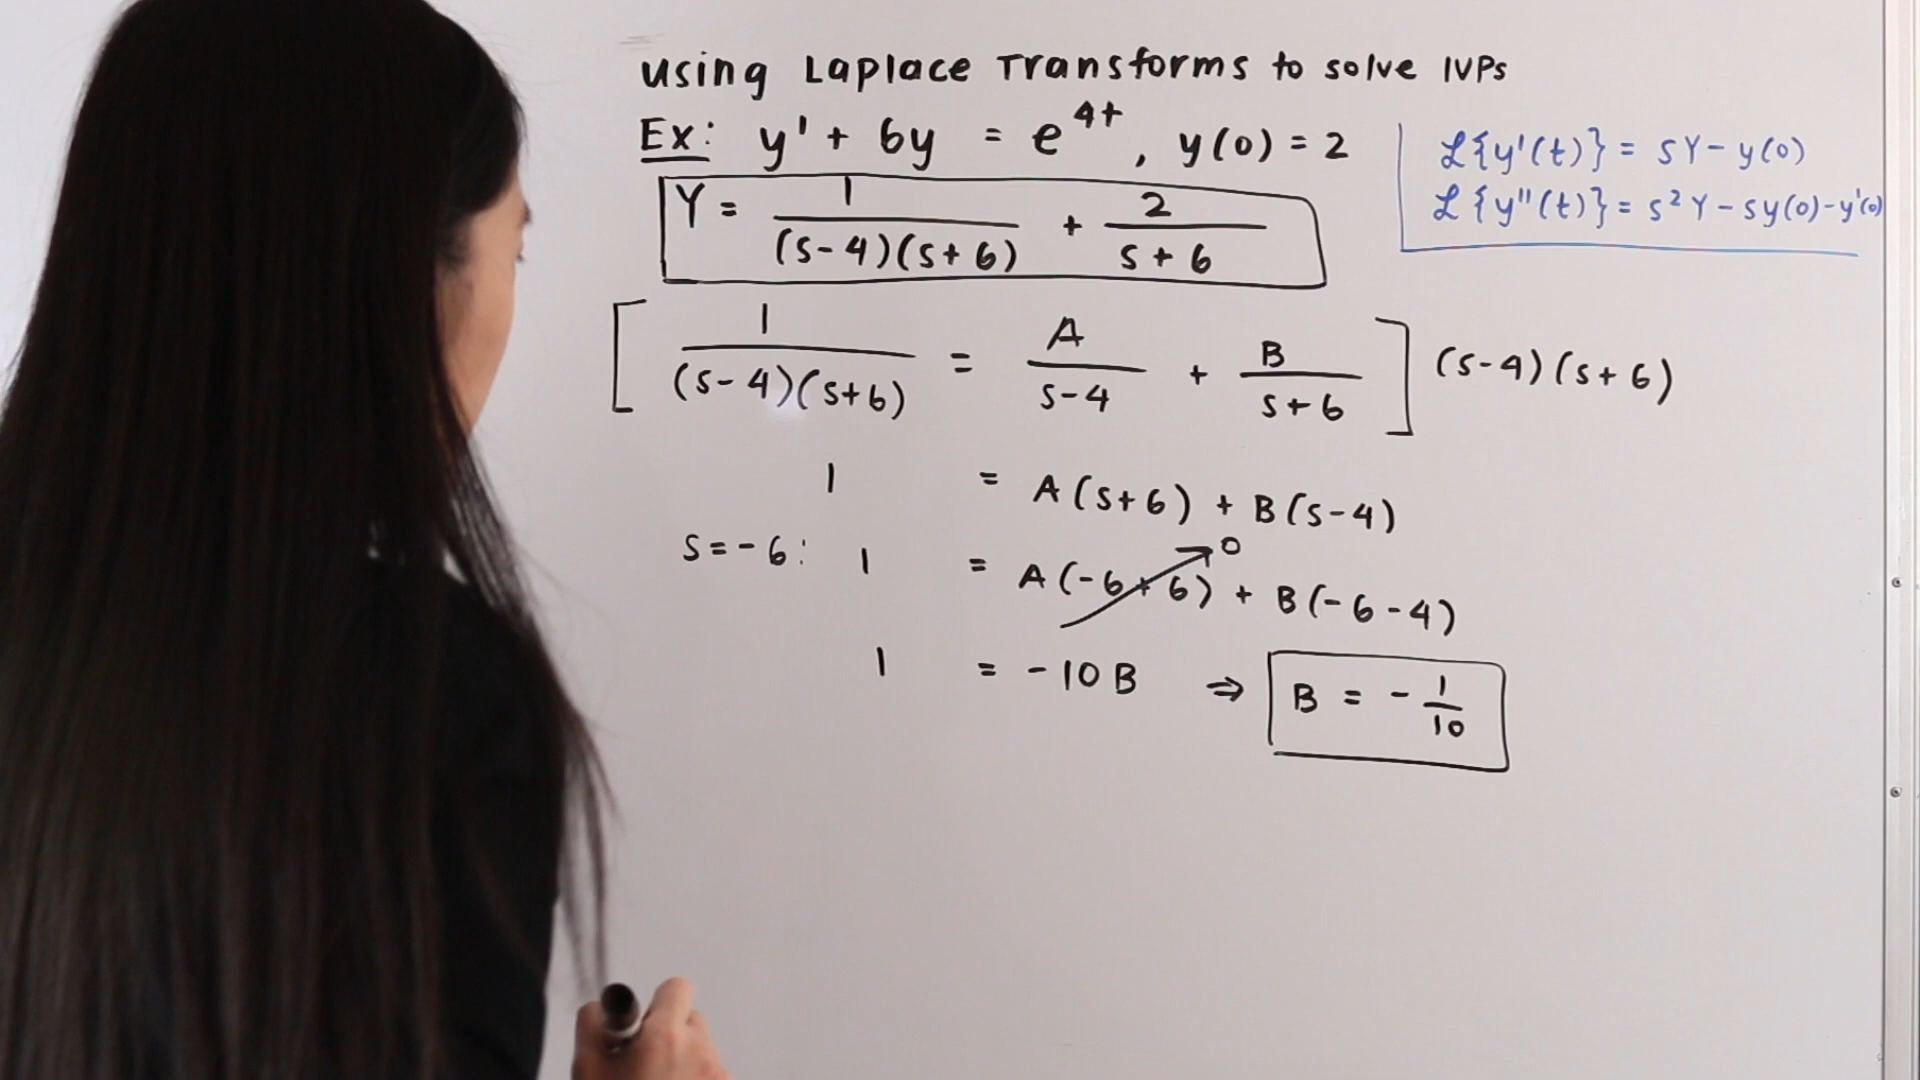 Using Laplace Transforms to solve IVPs
Ex: y' + 6y = e^{4t}, y(0) = 2
ℒ{y'(t)} = sY - y(0)
ℒ{y''(t)} = s²Y - sy(0) - y'(0)
Y = 1/((s-4)(s+6)) + 2/(s+6)
[ 1/((s-4)(s+6)) = A/(s-4) + B/(s+6) ] (s-4)(s+6)
1 = A(s+6) + B(s-4)
s = -6: 1 = A(-6+6) → 0 + B(-6-4)
1 = -10B ⇒ B = -1/10